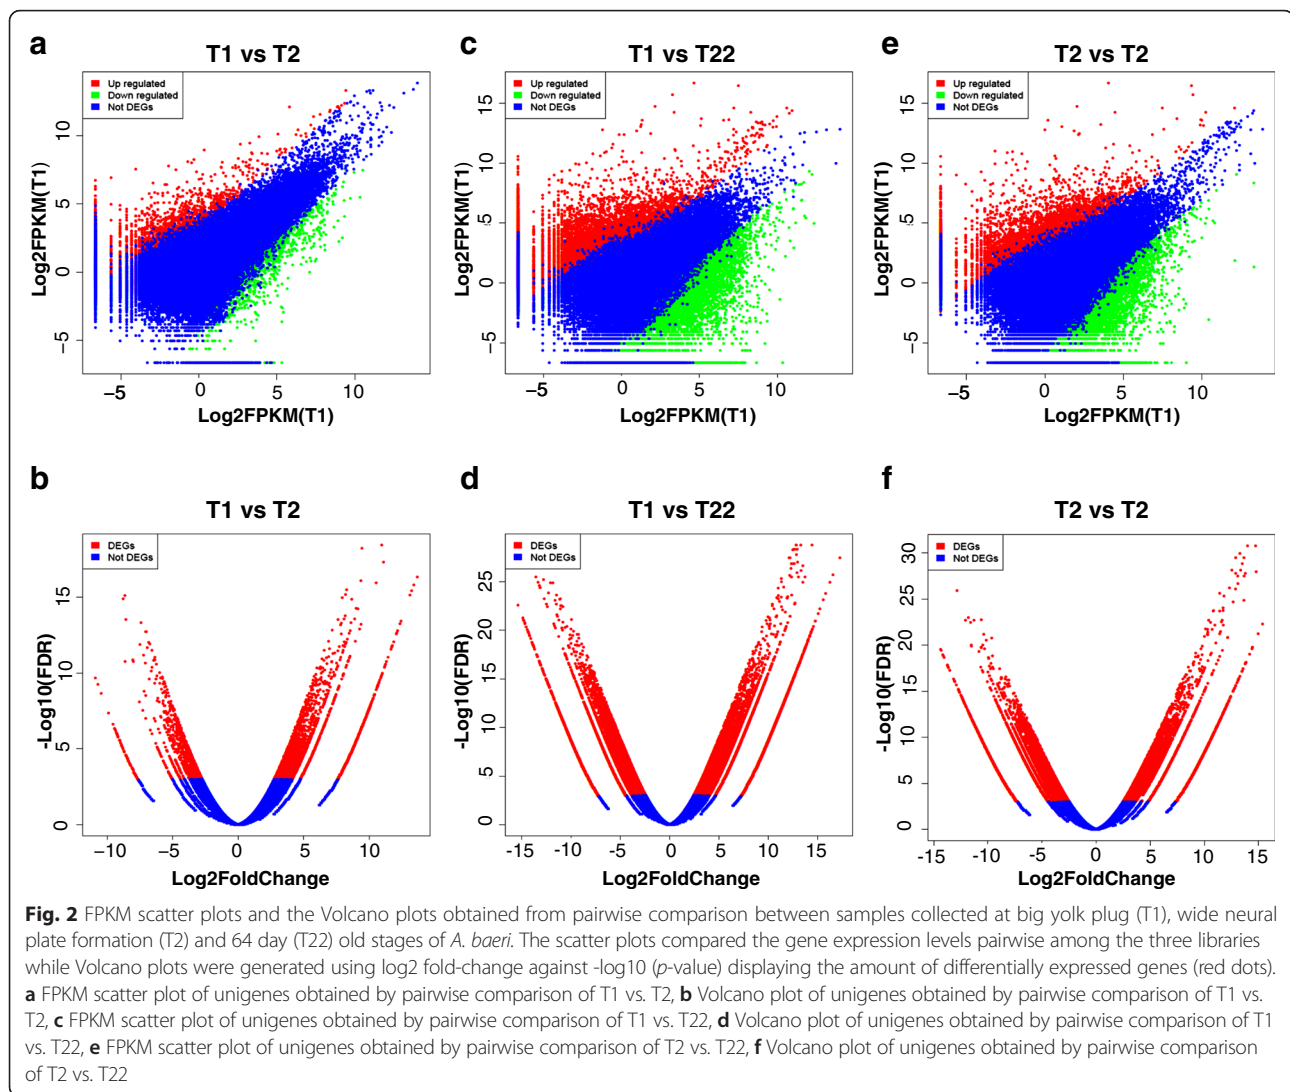 a
T1 vs T2
Up regulated
Down regulated
Not DEGs
Log2FPKM(T1)
10
5
0
−5
−5
0
5
10
Log2FPKM(T1)
c
T1 vs T22
Up regulated
Down regulated
Not DEGs
Log2FPKM(T1)
15
10
5
0
−5
−5
0
5
10
Log2FPKM(T1)
e
T2 vs T2
Up regulated
Down regulated
Not DEGs
Log2FPKM(T1)
15
10
5
0
−5
−5
0
5
10
Log2FPKM(T1)
b
T1 vs T2
DEGs
Not DEGs
-Log10(FDR)
15
10
5
0
−10
−5
0
5
10
Log2FoldChange
d
T1 vs T22
DEGs
Not DEGs
-Log10(FDR)
25
20
15
10
5
0
-15
-10
-5
0
5
10
15
Log2FoldChange
f
T2 vs T2
DEGs
Not DEGs
-Log10(FDR)
30
25
20
15
10
5
0
-15
-10
-5
0
5
10
15
Log2FoldChange
Fig. 2 FPKM scatter plots and the Volcano plots obtained from pairwise comparison between samples collected at big yolk plug (T1), wide neural
plate formation (T2) and 64 day (T22) old stages of A. baeri. The scatter plots compared the gene expression levels pairwise among the three libraries
while Volcano plots were generated using log2 fold-change against -log10 (p-value) displaying the amount of differentially expressed genes (red dots).
a FPKM scatter plot of unigenes obtained by pairwise comparison of T1 vs. T2, b Volcano plot of unigenes obtained by pairwise comparison of T1 vs.
T2, c FPKM scatter plot of unigenes obtained by pairwise comparison of T1 vs. T22, d Volcano plot of unigenes obtained by pairwise comparison of T1
vs. T22, e FPKM scatter plot of unigenes obtained by pairwise comparison of T2 vs. T22, f Volcano plot of unigenes obtained by pairwise comparison
of T2 vs. T22